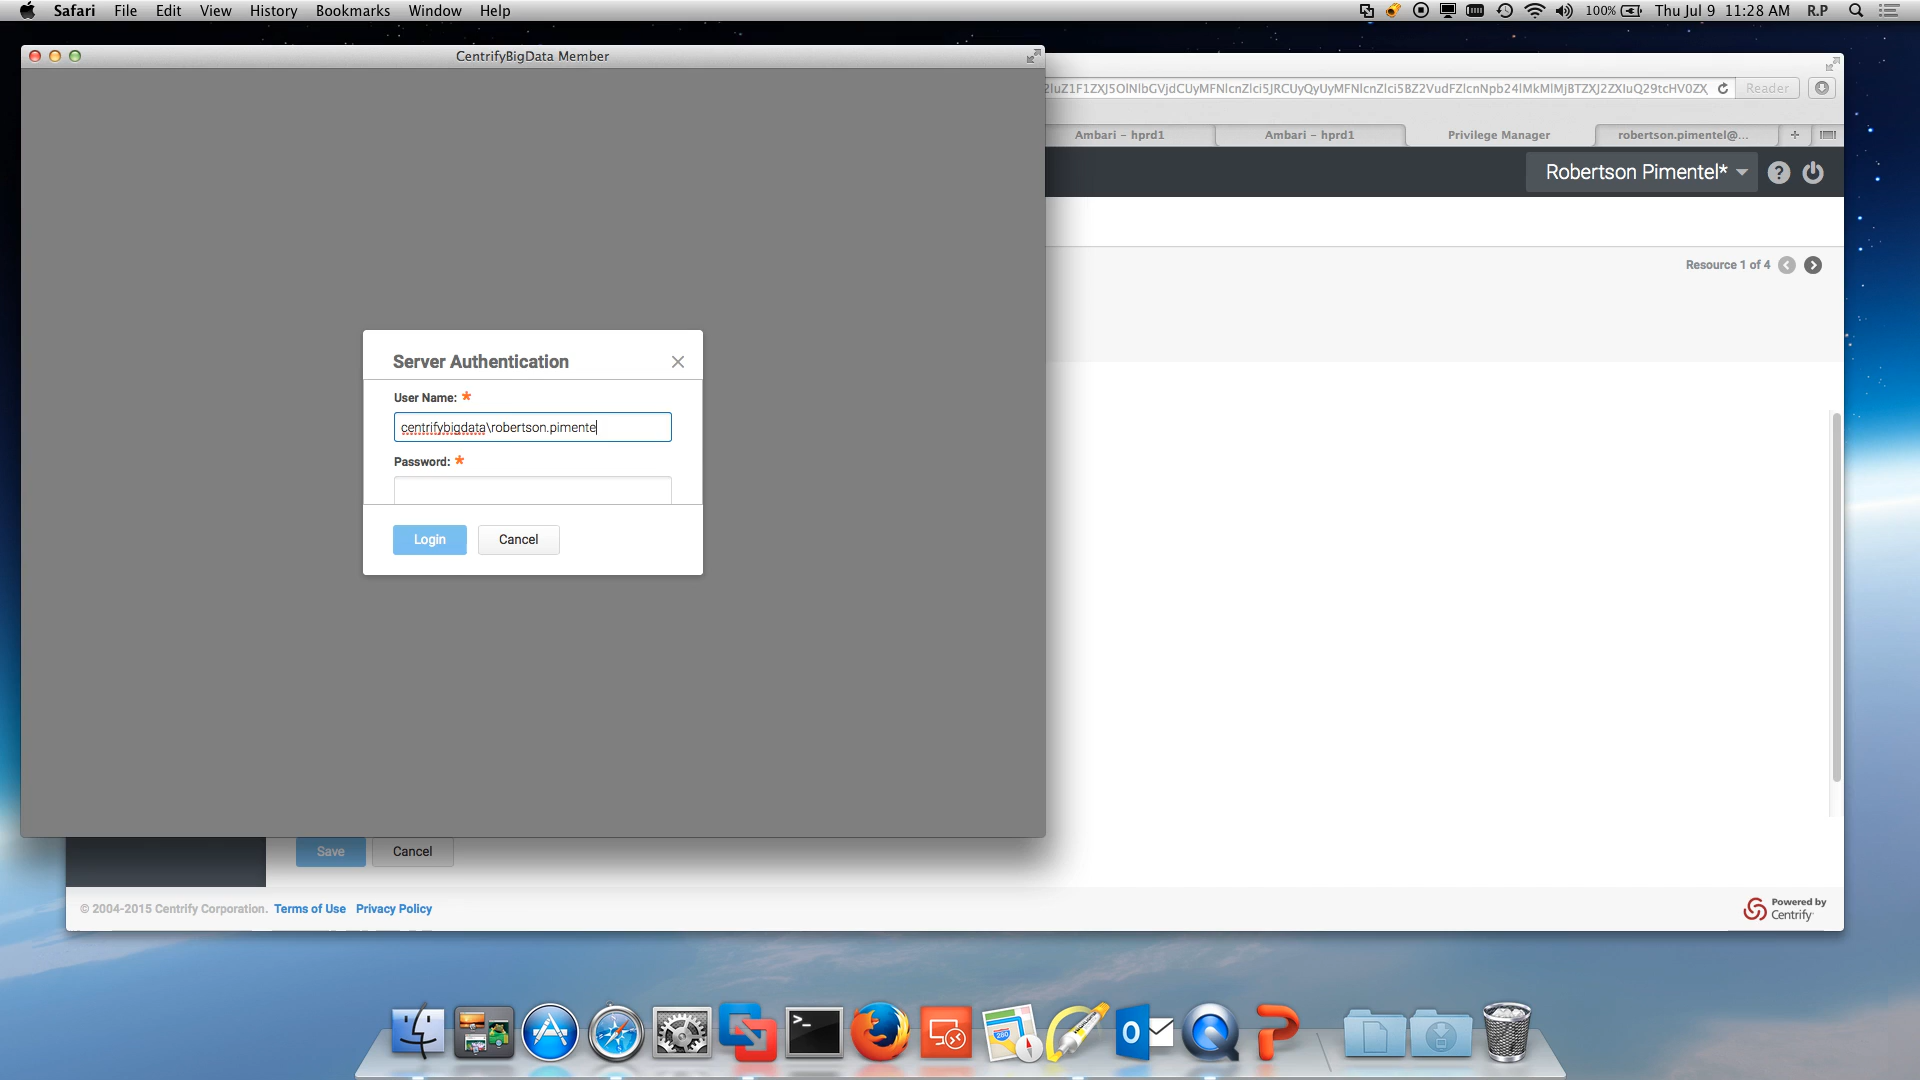 Safari File Edit View History Bookmarks Window Help
100% Thu Jul 9 11:28 AM R.P
CentrifyBigData Member
Reader
Ambari – hprd1
Ambari – hprd1
Privilege Manager
robertson.pimentel@...
Robertson Pimentel*
Resource 1 of 4
Server Authentication
User Name: *
centrifybigdata\robertson.pimente
Password: *
Login
Cancel
Save
Cancel
© 2004-2015 Centrify Corporation. Terms of Use Privacy Policy
Powered by
Centrify